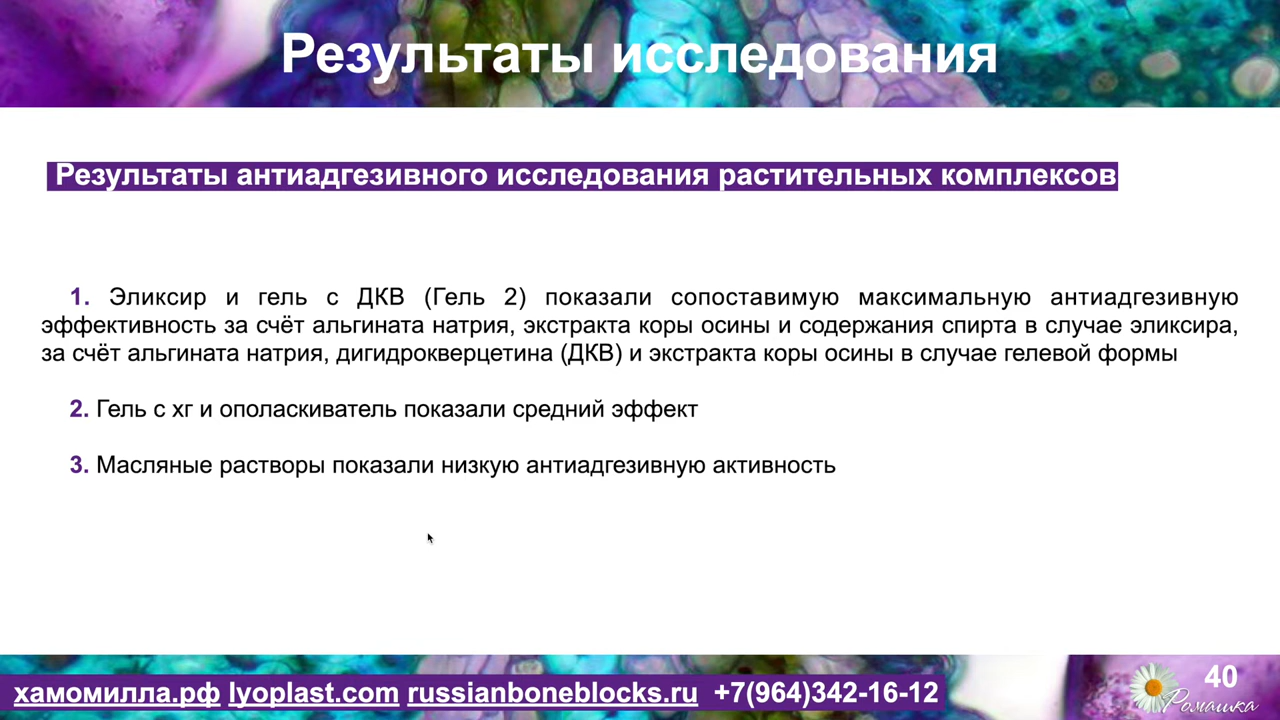 Результаты исследования
Результаты антиадгезивного исследования растительных комплексов
1. Эликсир и гель с ДКВ (Гель 2) показали сопоставимую максимальную антиадгезивную
эффективность за счёт альгината натрия, экстракта коры осины и содержания спирта в случае эликсира,
за счёт альгината натрия, дигидрокверцетина (ДКВ) и экстракта коры осины в случае гелевой формы
2. Гель с хг и ополаскиватель показали средний эффект
3. Масляные растворы показали низкую антиадгезивную активность
хамомилла.рф lyoplast.com russianboneblocks.ru +7(964)342-16-12
40
Ромашка